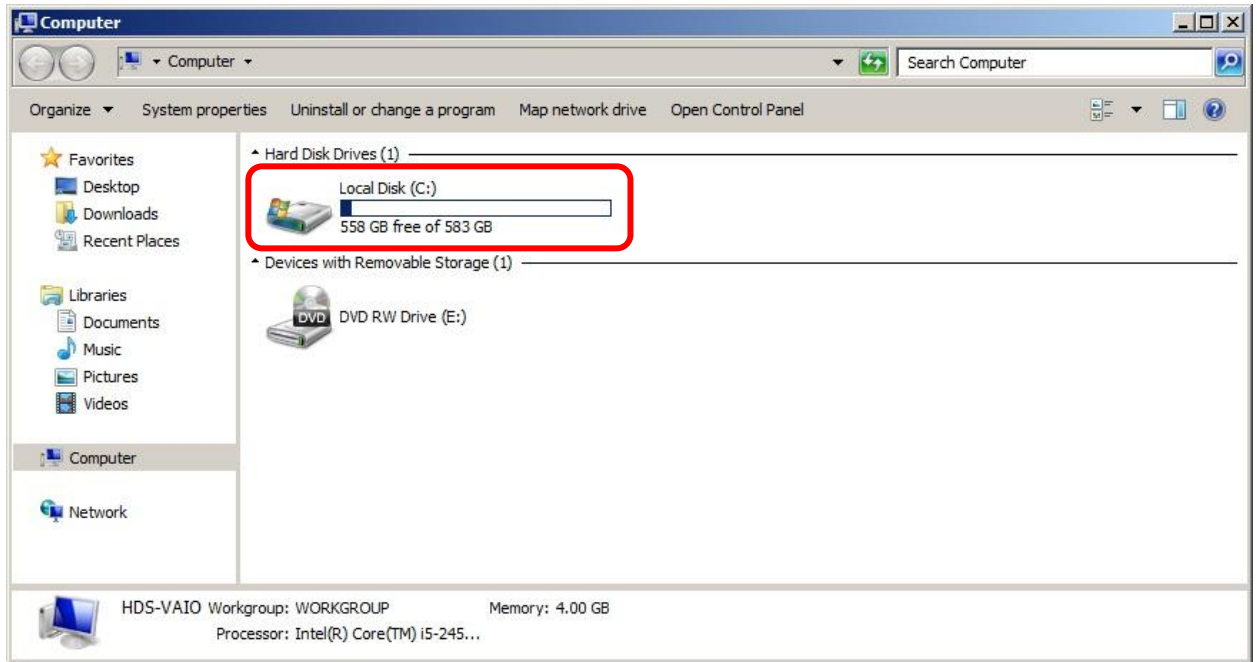 Computer
Computer
Search Computer
Organize System properties Uninstall or change a program Map network drive Open Control Panel
Favorites
Desktop
Downloads
Recent Places
Libraries
Documents
Music
Pictures
Videos
Computer
Network
Hard Disk Drives (1)
Local Disk (C:)
558 GB free of 583 GB
Devices with Removable Storage (1)
DVD
DVD RW Drive (E:)
HDS-VAIO Workgroup: WORKGROUP Memory: 4.00 GB
Processor: Intel(R) Core(TM) i5-245...